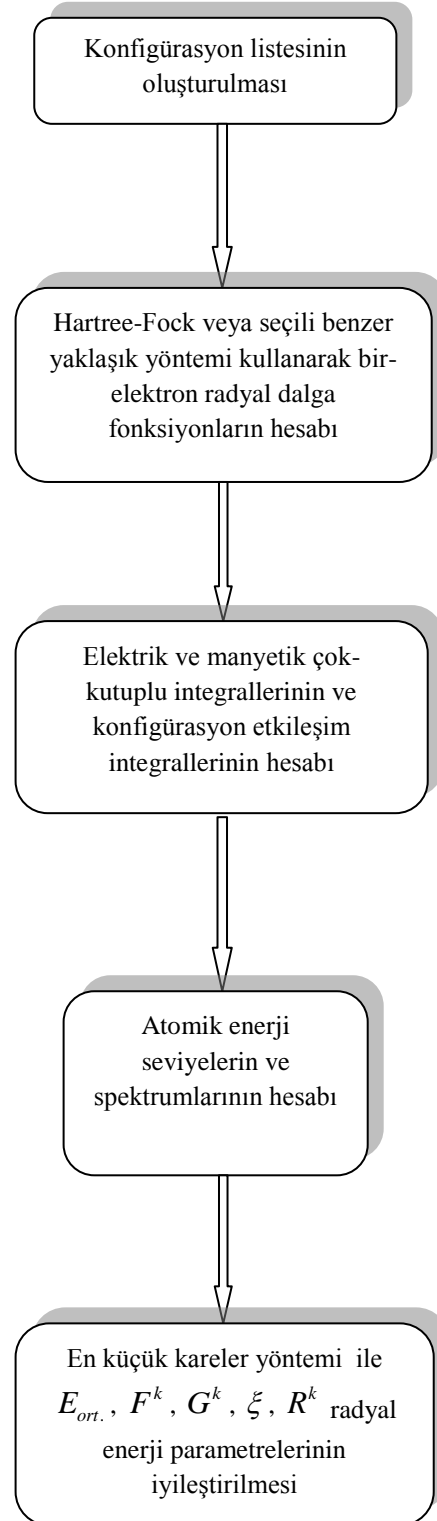 Konfigürasyon listesinin
oluşturulması
Hartree-Fock veya seçili benzer
yaklaşık yöntemi kullanarak bir-
elektron radyal dalga
fonksiyonların hesabı
Elektrik ve manyetik çok-
kutuplu integrallerinin ve
konfigürasyon etkileşim
integrallerinin hesabı
Atomik enerji
seviyelerin ve
spektrumlarının hesabı
En küçük kareler yöntemi ile
E_{ort.} , F^k , G^k , ξ , R^k radyal
enerji parametrelerinin
iyileştirilmesi